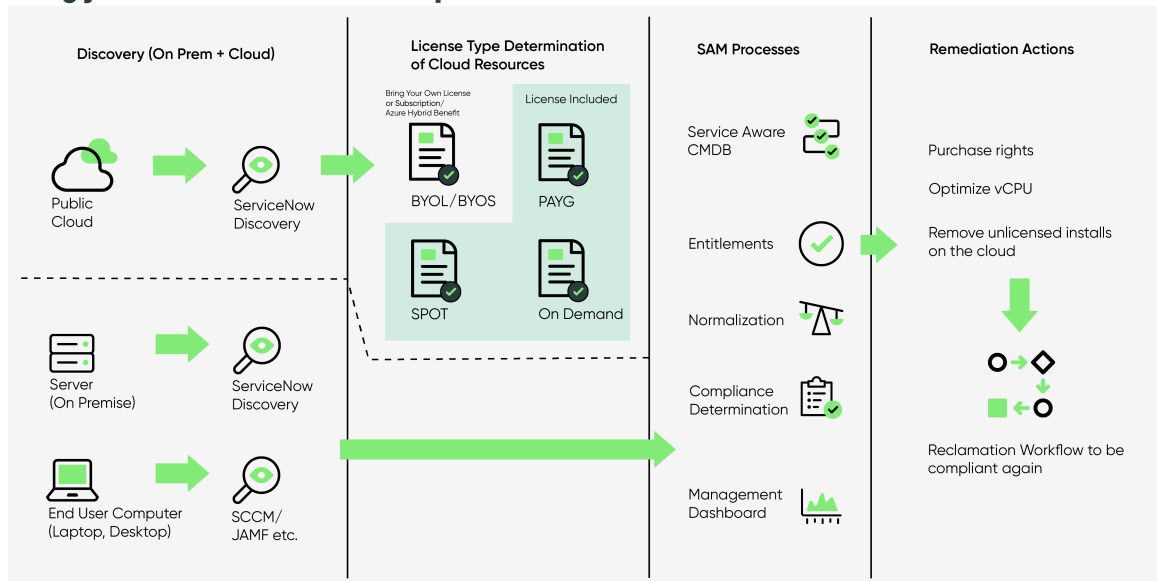 Discovery (On Prem + Cloud)
Public
Cloud
ServiceNow
Discovery
Server
(On Premise)
ServiceNow
Discovery
End User Computer
(Laptop, Desktop)
SCCM/
JAMF etc.
License Type Determination
of Cloud Resources
Bring Your Own License
or Subscription/
Azure Hybrid Benefit
BYOL/BYOS
License Included
PAYG
SPOT
On Demand
SAM Processes
Service Aware
CMDB
Entitlements
Normalization
Compliance
Determination
Management
Dashboard
Remediation Actions
Purchase rights
Optimize vCPU
Remove unlicensed installs
on the cloud
Reclamation Workflow to be
compliant again